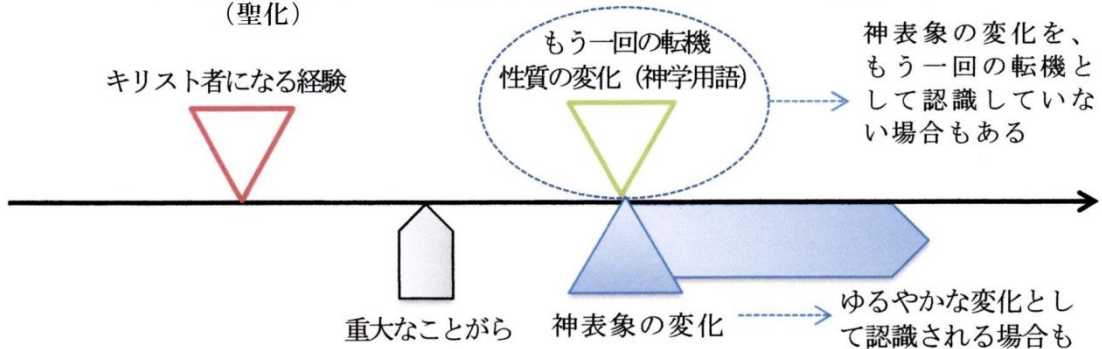 （聖化）
もう一回の転機
性質の変化（神学用語）
キリスト者になる経験
神表象の変化を、
もう一回の転機と
して認識していな
い場合もある
重大なことがら
神表象の変化
ゆるやかな変化とし
て認識される場合も